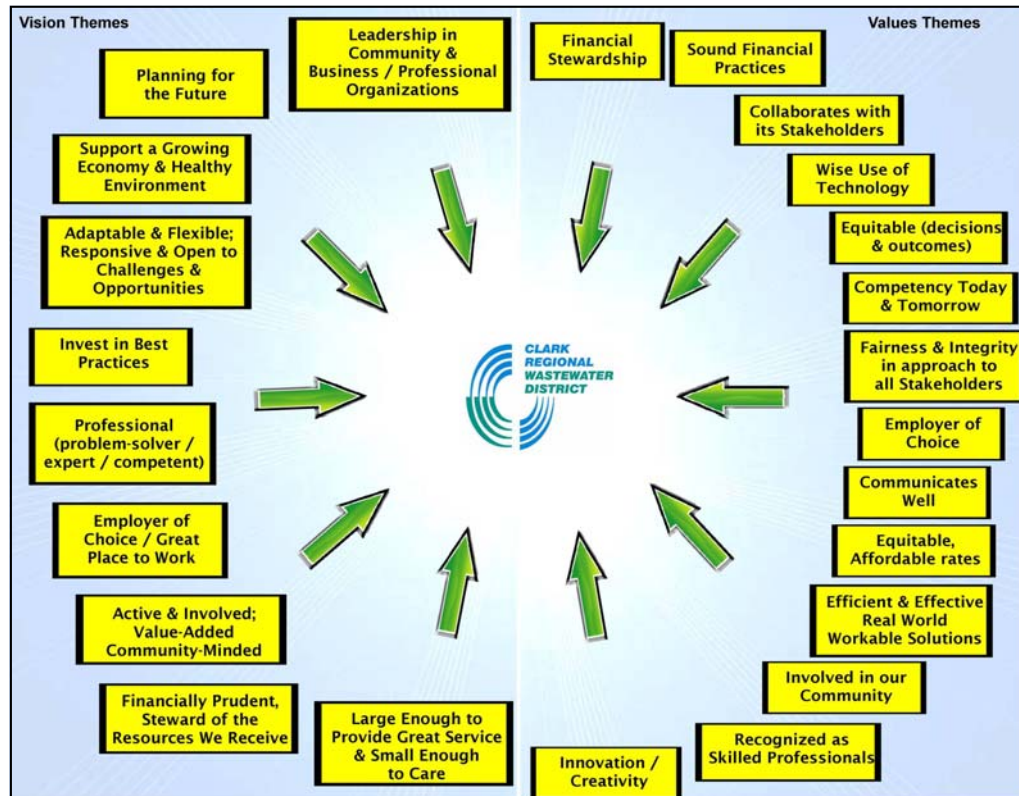 Vision Themes
Leadership in
Community &
Business / Professional
Organizations
Planning for
the Future
Support a Growing
Economy & Healthy
Environment
Adaptable & Flexible;
Responsive & Open to
Challenges &
Opportunities
Invest in Best
Practices
Professional
(problem-solver /
expert / competent)
Employer of
Choice / Great
Place to Work
Active & Involved;
Value-Added
Community-Minded
Financially Prudent,
Steward of the
Resources We Receive
Large Enough to
Provide Great Service
& Small Enough
to Care
CLARK
REGIONAL
WASTEWATER
DISTRICT
Values Themes
Financial
Stewardship
Sound Financial
Practices
Collaborates with
its Stakeholders
Wise Use of
Technology
Equitable (decisions
& outcomes)
Competency Today
& Tomorrow
Fairness & Integrity
in approach to
all Stakeholders
Employer of
Choice
Communicates
Well
Equitable,
Affordable rates
Efficient & Effective
Real World
Workable Solutions
Involved in our
Community
Recognized as
Skilled Professionals
Innovation /
Creativity